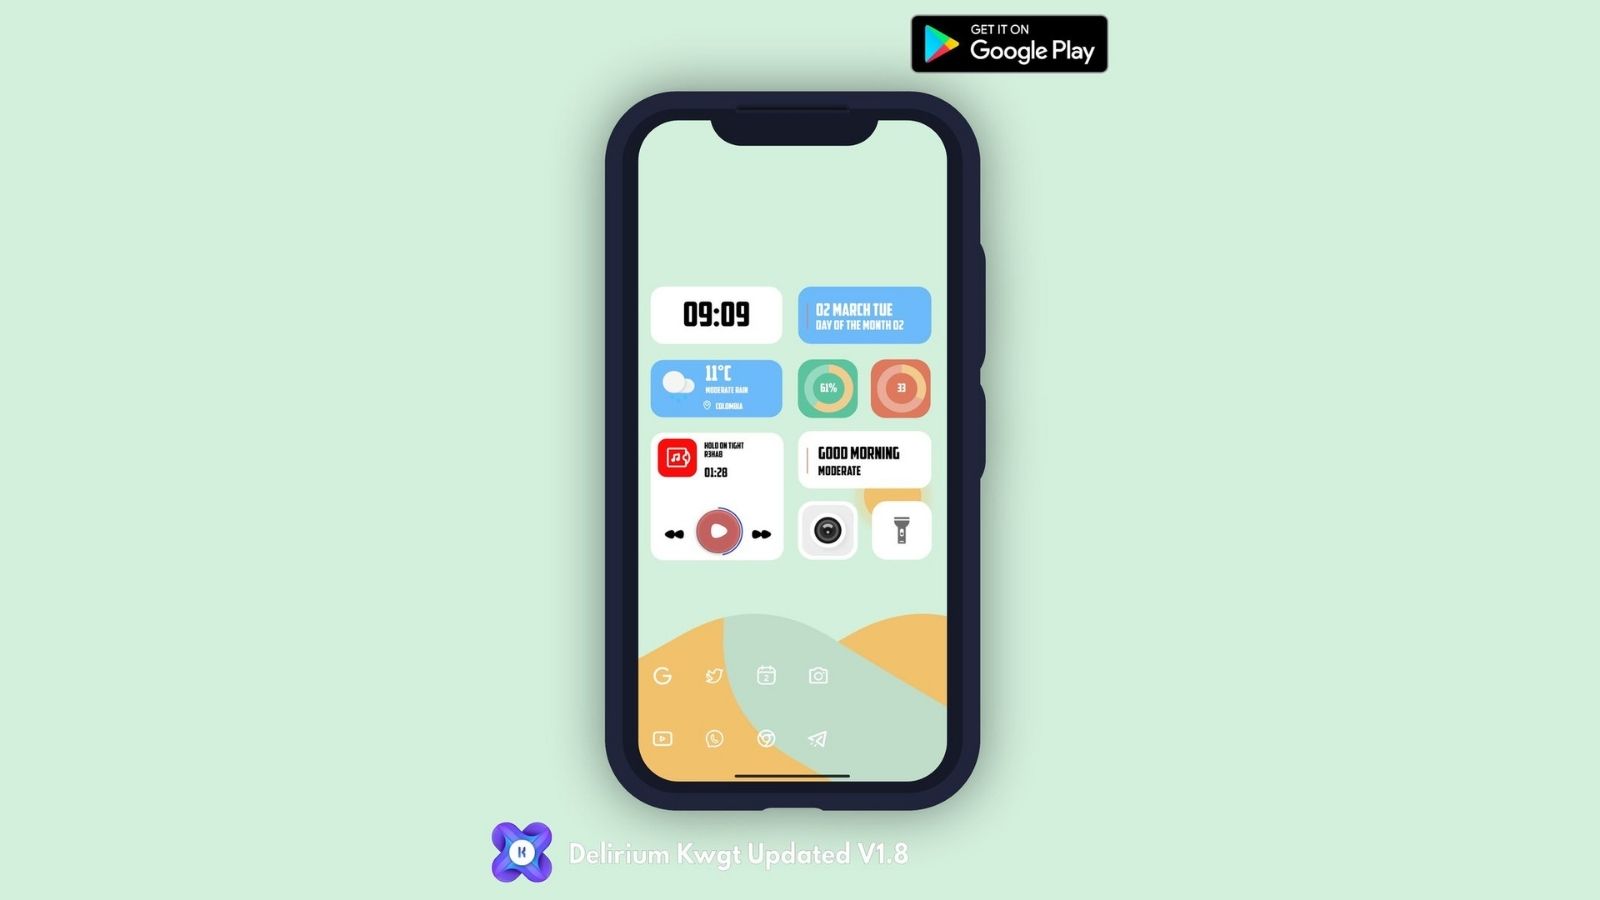 GET IT ON
Google Play
09:09
02 MARCH TUE
DAY OF THE MONTH 02
11°C
MODERATE RAIN
COLOMBIA
61%
33
HOLD ON TIGHT
R3HAB
01:28
GOOD MORNING
MODERATE
2
Delirium Kwgt Updated V1.8